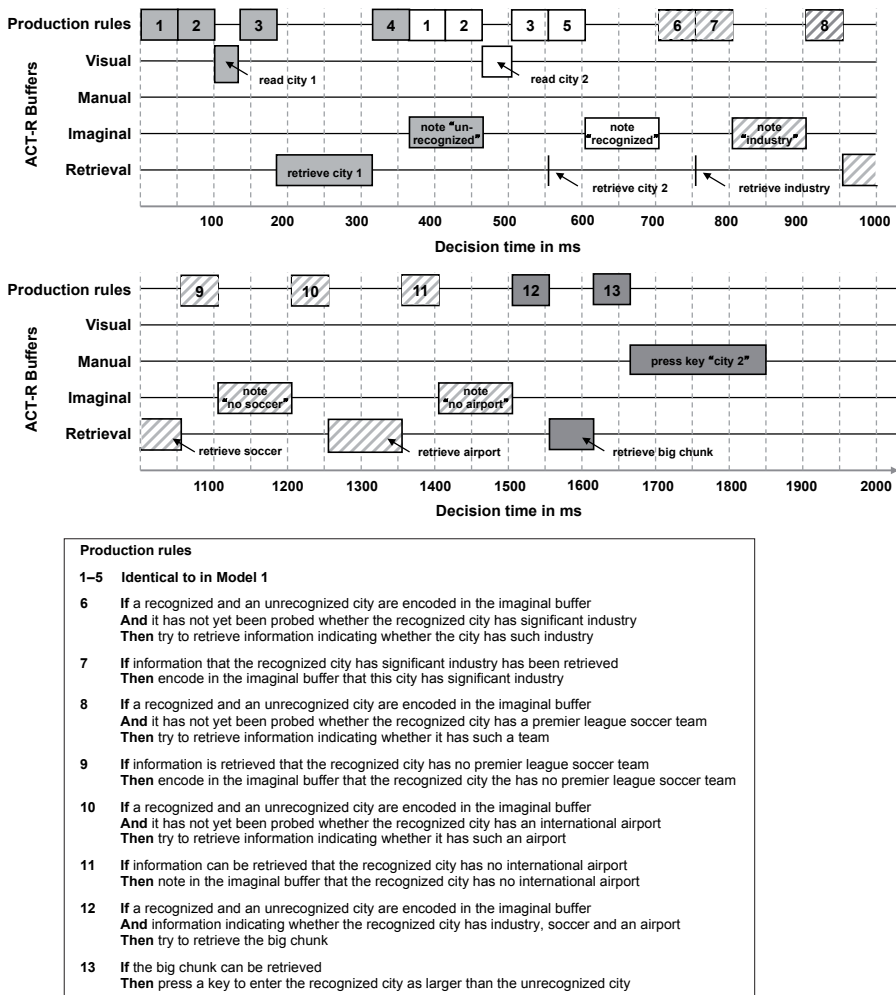 Production rules 1 2 3 4 1 2 3 5 6 7 8
Visual
read city 1 read city 2
Manual
Imaginal note "un-recognized" note "recognized" note "industry"
Retrieval retrieve city 1 retrieve city 2 retrieve industry
ACT-R Buffers
100 200 300 400 500 600 700 800 900 1000
Decision time in ms
Production rules 9 10 11 12 13
Visual
Manual press key "city 2"
Imaginal note "no soccer" note "no airport"
Retrieval retrieve soccer retrieve airport retrieve big chunk
ACT-R Buffers
1100 1200 1300 1400 1500 1600 1700 1800 1900 2000
Decision time in ms
Production rules
1–5 Identical to in Model 1
6 If a recognized and an unrecognized city are encoded in the imaginal buffer
And it has not yet been probed whether the recognized city has significant industry
Then try to retrieve information indicating whether the city has such industry
7 If information that the recognized city has significant industry has been retrieved
Then encode in the imaginal buffer that this city has significant industry
8 If a recognized and an unrecognized city are encoded in the imaginal buffer
And it has not yet been probed whether the recognized city has a premier league soccer team
Then try to retrieve information indicating whether it has such a team
9 If information is retrieved that the recognized city has no premier league soccer team
Then encode in the imaginal buffer that the recognized city the has no premier league soccer team
10 If a recognized and an unrecognized city are encoded in the imaginal buffer
And it has not yet been probed whether the recognized city has an international airport
Then try to retrieve information indicating whether it has such an airport
11 If information can be retrieved that the recognized city has no international airport
Then note in the imaginal buffer that the recognized city has no international airport
12 If a recognized and an unrecognized city are encoded in the imaginal buffer
And information indicating whether the recognized city has industry, soccer and an airport
Then try to retrieve the big chunk
13 If the big chunk can be retrieved
Then press a key to enter the recognized city as larger than the unrecognized city